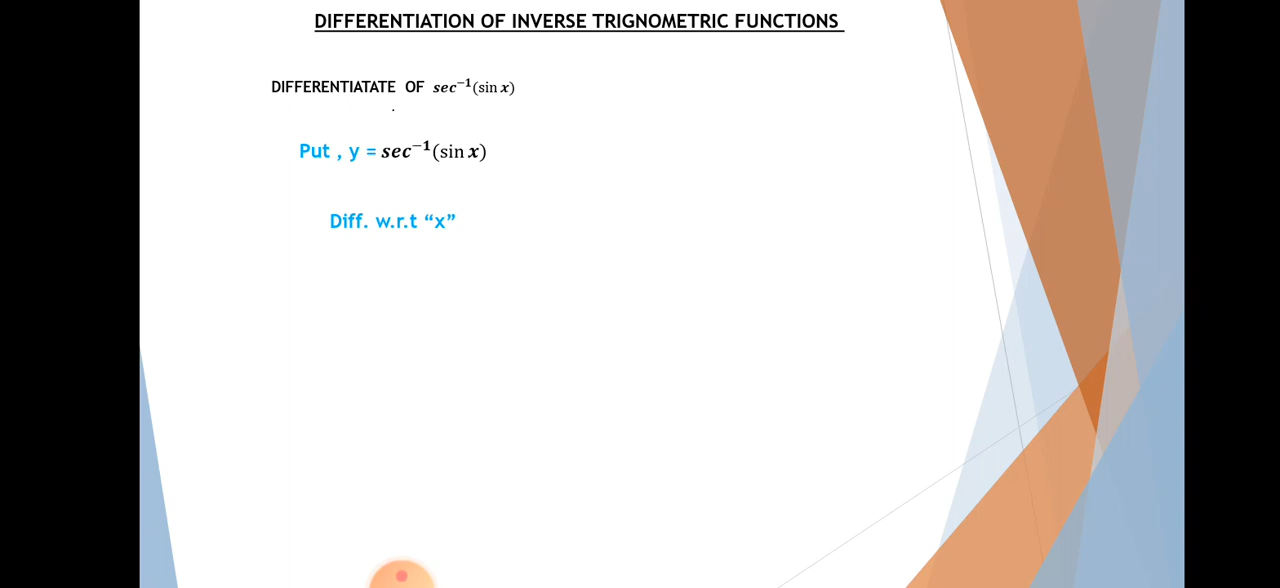 DIFFERENTIATION OF INVERSE TRIGNOMETRIC FUNCTIONS
DIFFERENTIATATE OF sec⁻¹(sin x)
.
Put , y = sec⁻¹(sin x)
Diff. w.r.t “x”